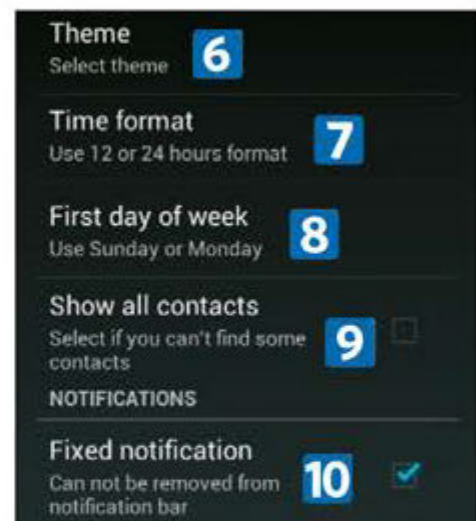 Theme
Select theme
6
Time format
Use 12 or 24 hours format
7
First day of week
Use Sunday or Monday
8
Show all contacts
Select if you can't find some
contacts
9
NOTIFICATIONS
Fixed notification
Can not be removed from
notification bar
10